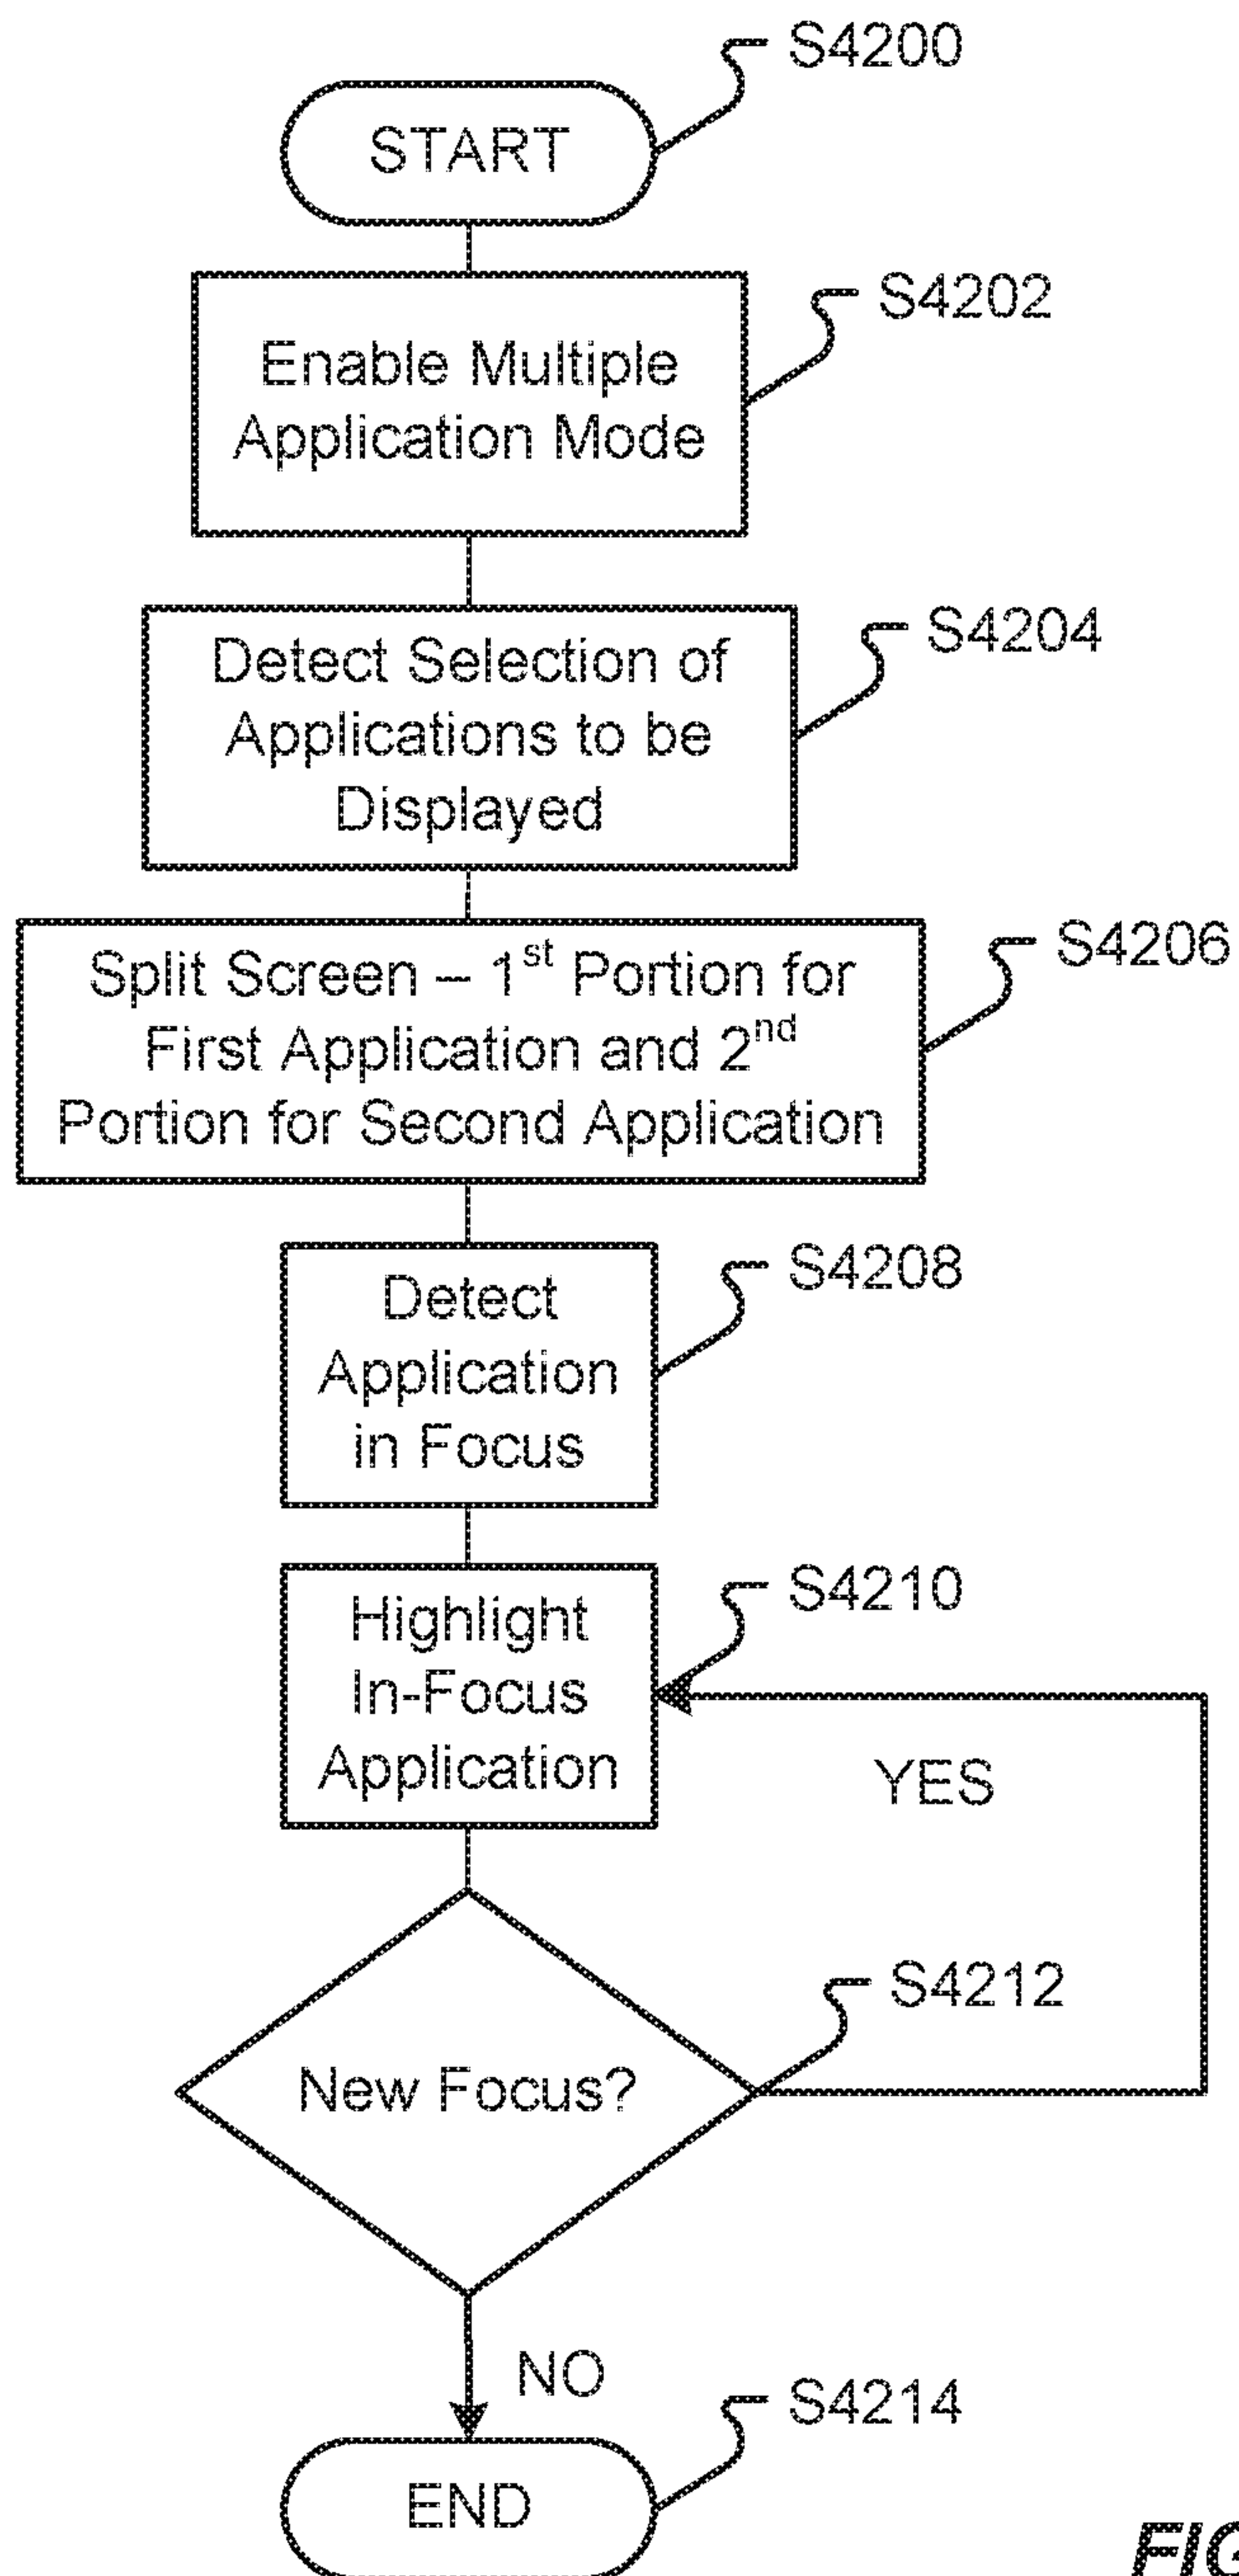 S4200
START
S4202
Enable Multiple
Application Mode
S4204
Detect Selection of
Applications to be
Displayed
S4206
Split Screen – 1st Portion for
First Application and 2nd
Portion for Second Application
S4208
Detect
Application
in Focus
S4210
Highlight
In-Focus
Application
YES
S4212
New Focus?
NO
S4214
END